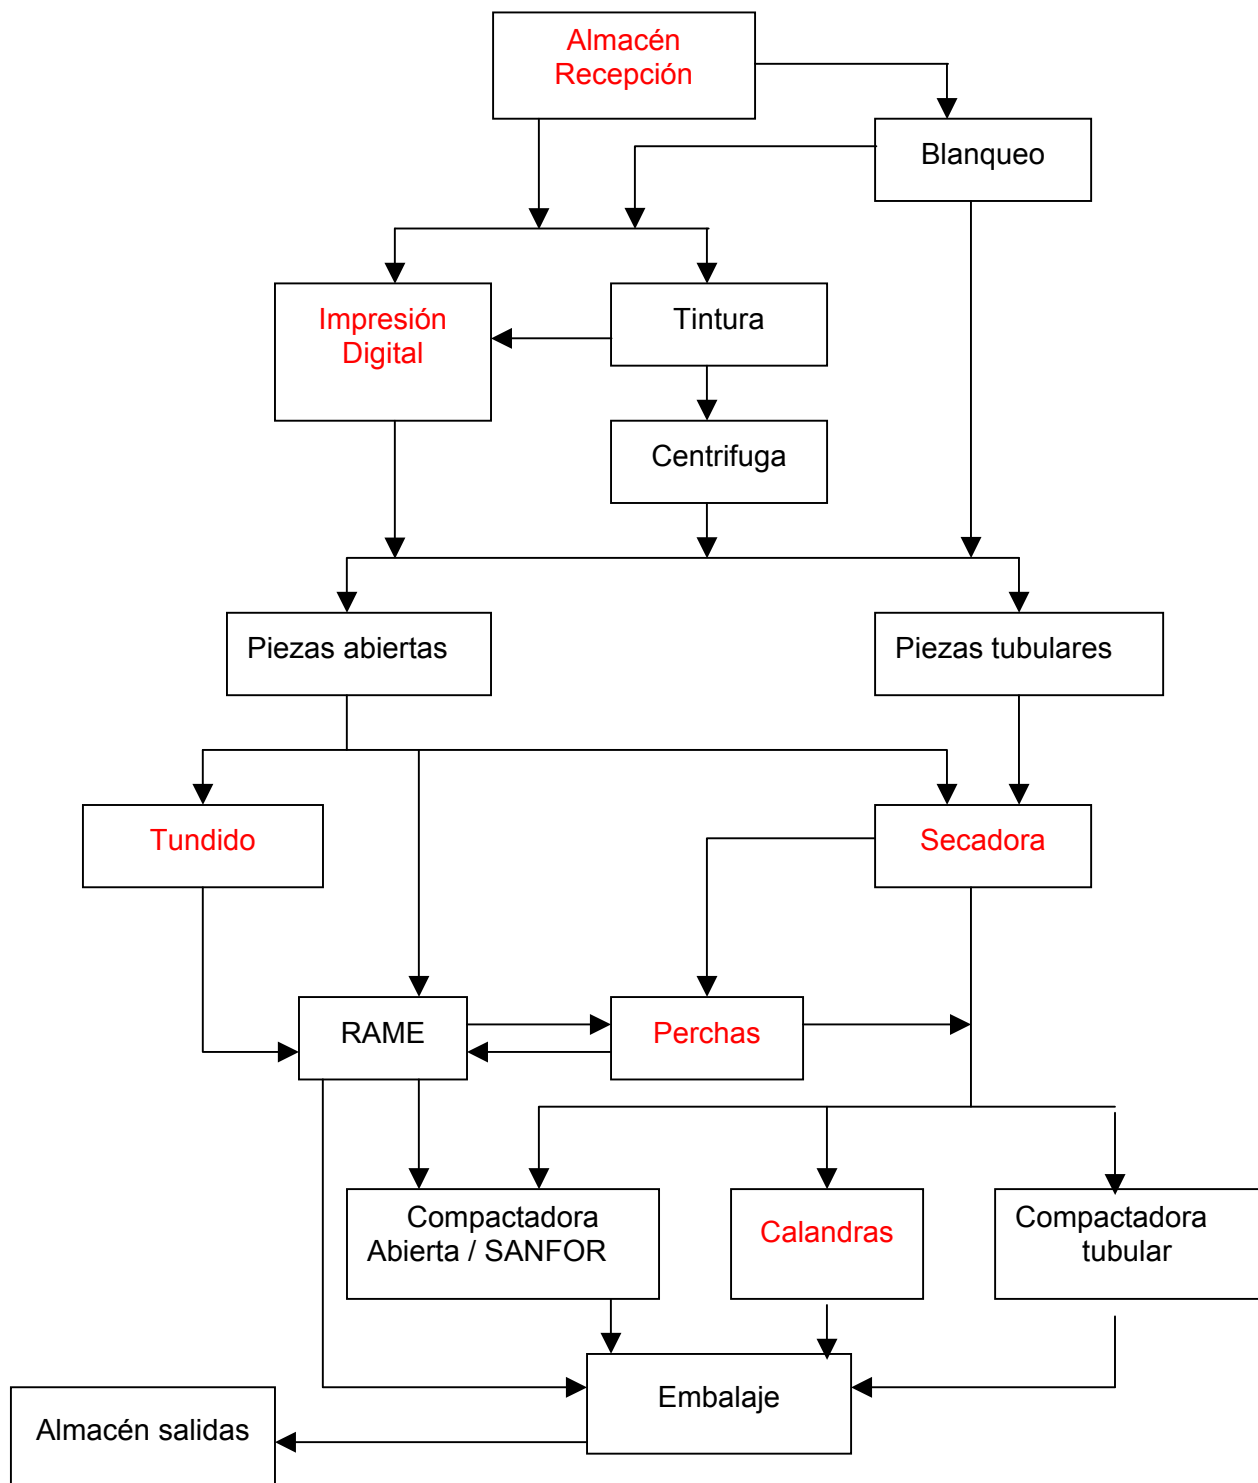 Almacén
Recepción
Blanqueo
Impresión
Digital
Tintura
Centrifuga
Piezas abiertas
Piezas tubulares
Tundido
Secadora
RAME
Perchas
Compactadora
Abierta / SANFOR
Calandras
Compactadora
tubular
Embalaje
Almacén salidas